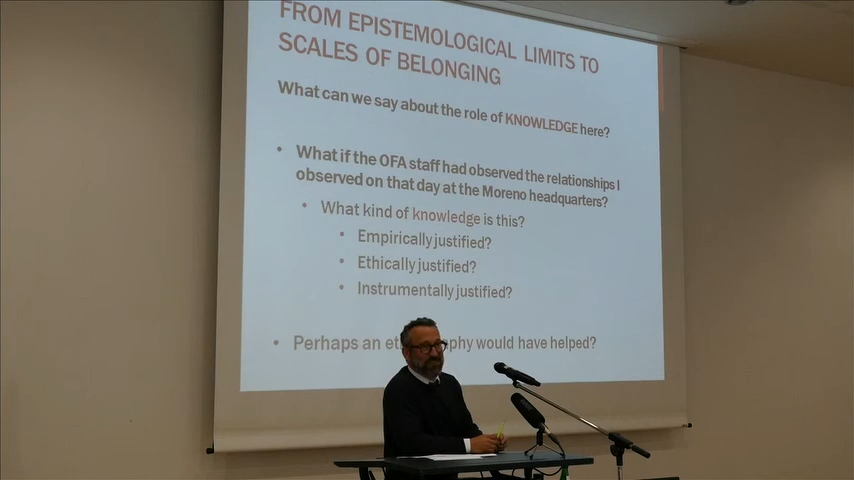 FROM EPISTEMOLOGICAL LIMITS TO
SCALES OF BELONGING
What can we say about the role of KNOWLEDGE here?
• What if the OFA staff had observed the relationships I
observed on that day at the Moreno headquarters?
• What kind of knowledge is this?
• Empirically justified?
• Ethically justified?
• Instrumentally justified?
• Perhaps an would have helped?